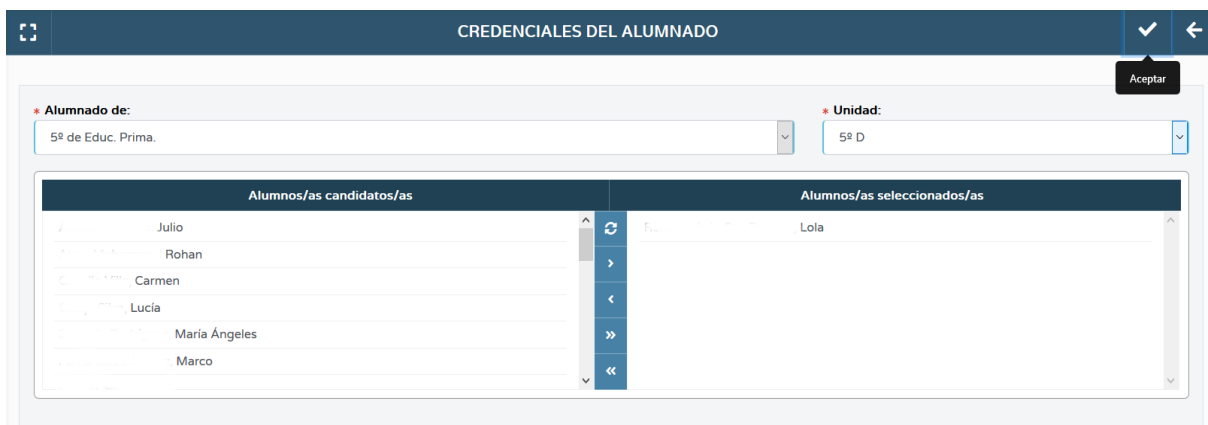 CREDENCIALES DEL ALUMNADO
Aceptar
* Alumnado de:
* Unidad:
5º de Educ. Prima.
5º D
Alumnos/as candidatos/as
Alumnos/as seleccionados/as
Julio
, Lola
Rohan
, Carmen
, Lucía
María Ángeles
, Marco